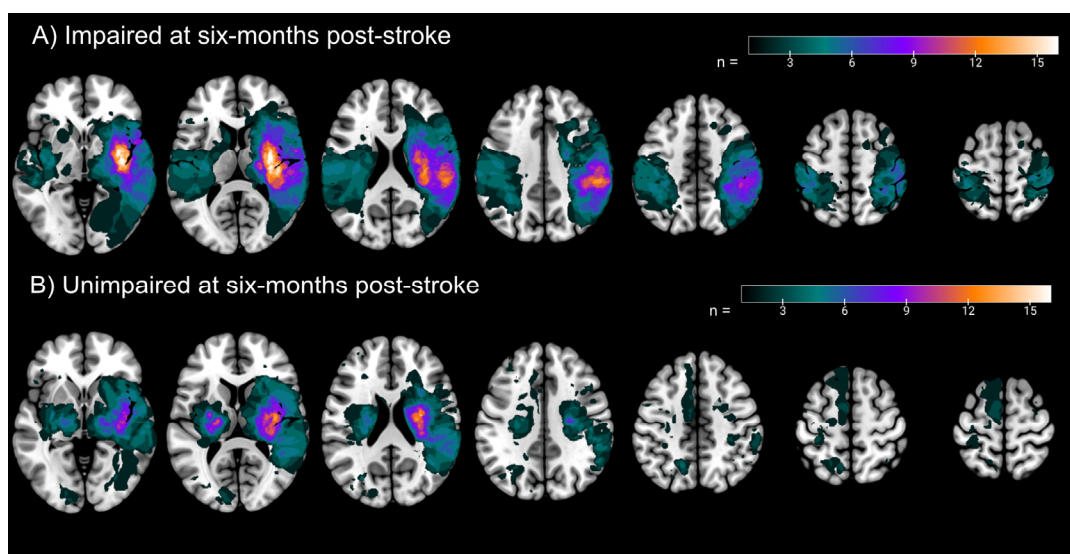 A) Impaired at six-months post-stroke
n =
3 6 9 12 15
B) Unimpaired at six-months post-stroke
n =
3 6 9 12 15